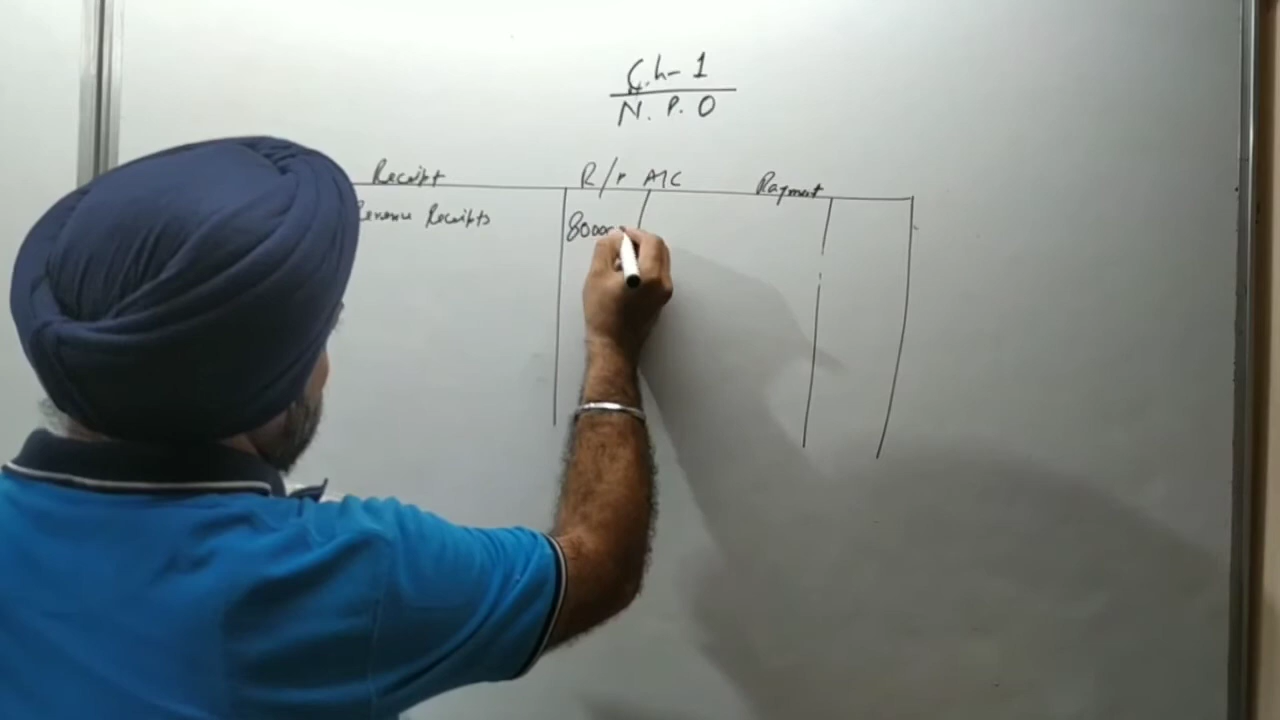 Ch-1
N. P. O
Receipt R/P A/C Payment
Revenue Receipts 8000